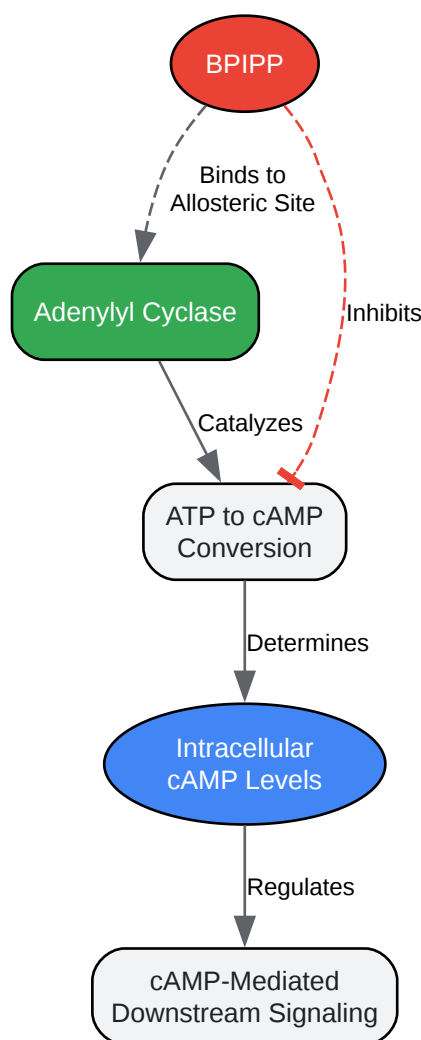 BPIPP
Binds to
Allosteric Site
Adenylyl Cyclase
Inhibits
Catalyzes
ATP to cAMP
Conversion
Determines
Intracellular
cAMP Levels
Regulates
cAMP-Mediated
Downstream Signaling